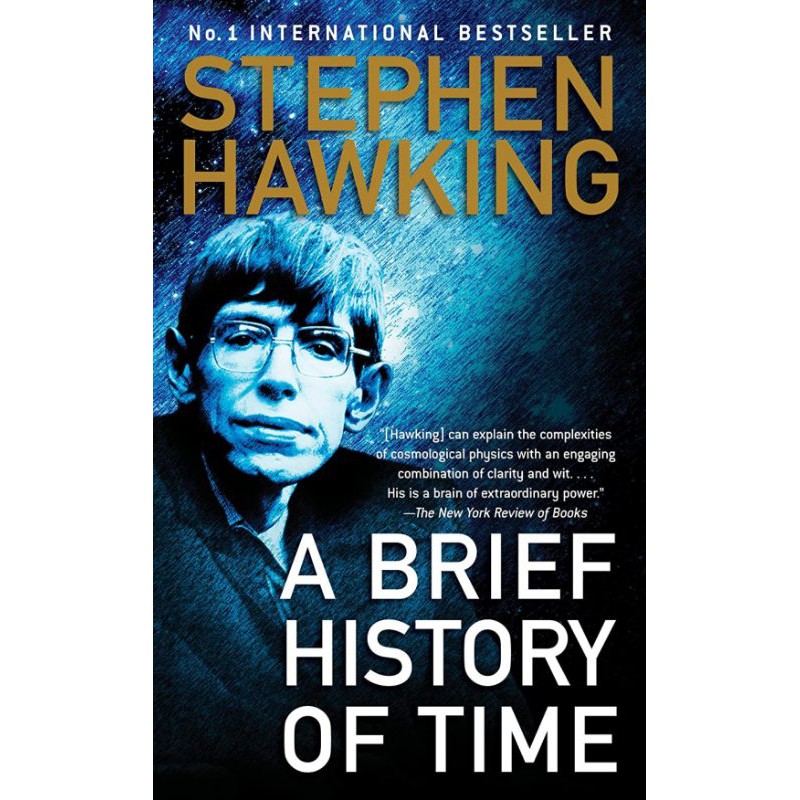 No. 1 INTERNATIONAL BESTSELLER
STEPHEN
HAWKING
"[Hawking] can explain the complexities
of cosmological physics with an engaging
combination of clarity and wit. . . .
His is a brain of extraordinary power."
—The New York Review of Books
A BRIEF
HISTORY
OF TIME